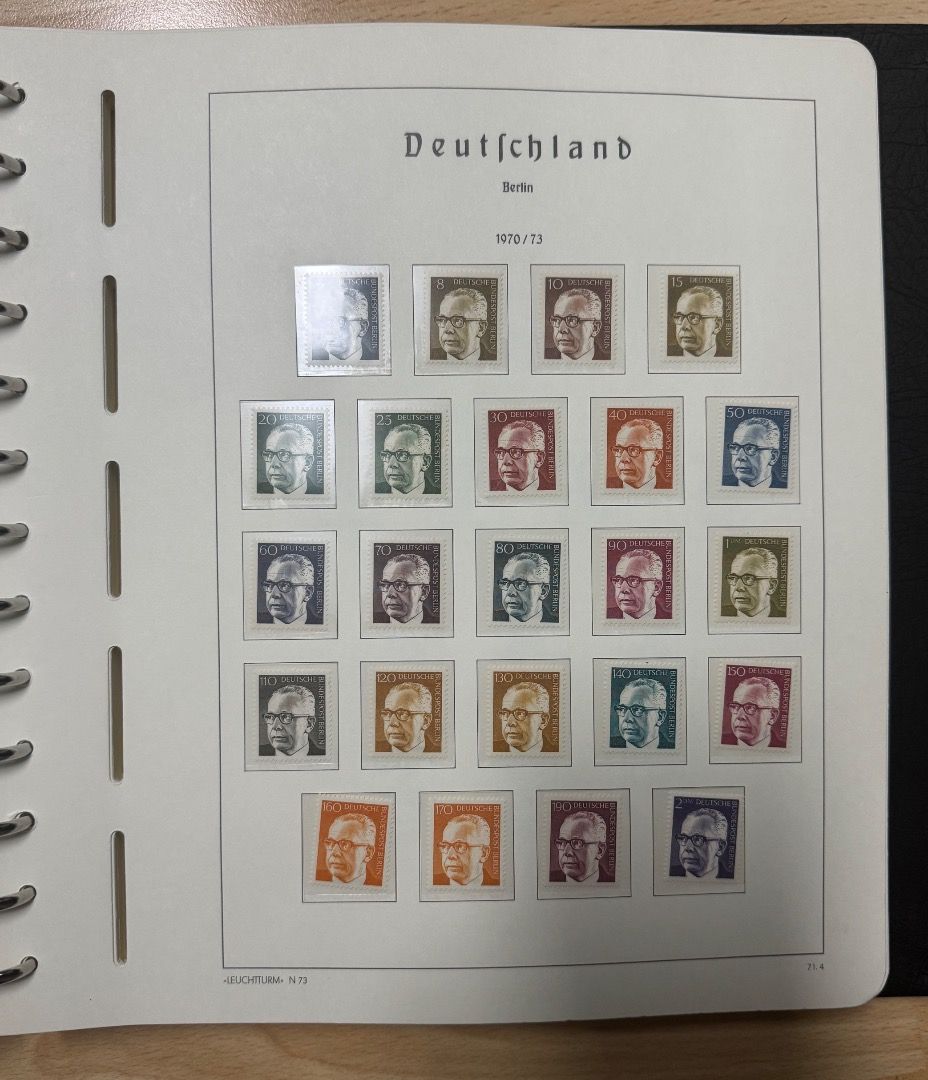 Deutſchland
Berlin
1970/73
DEUTSCHE BUNDESPOST BERLIN
8 DEUTSCHE BUNDESPOST BERLIN
10 DEUTSCHE BUNDESPOST BERLIN
15 DEUTSCHE BUNDESPOST BERLIN
20 DEUTSCHE BUNDESPOST BERLIN
25 DEUTSCHE BUNDESPOST BERLIN
30 DEUTSCHE BUNDESPOST BERLIN
40 DEUTSCHE BUNDESPOST BERLIN
50 DEUTSCHE BUNDESPOST BERLIN
60 DEUTSCHE BUNDESPOST BERLIN
70 DEUTSCHE BUNDESPOST BERLIN
80 DEUTSCHE BUNDESPOST BERLIN
90 DEUTSCHE BUNDESPOST BERLIN
1 DM DEUTSCHE BUNDESPOST BERLIN
110 DEUTSCHE BUNDESPOST BERLIN
120 DEUTSCHE BUNDESPOST BERLIN
130 DEUTSCHE BUNDESPOST BERLIN
140 DEUTSCHE BUNDESPOST BERLIN
150 DEUTSCHE BUNDESPOST BERLIN
160 DEUTSCHE BUNDESPOST BERLIN
170 DEUTSCHE BUNDESPOST BERLIN
190 DEUTSCHE BUNDESPOST BERLIN
2 DM DEUTSCHE BUNDESPOST BERLIN
»LEUCHTTURM« N 73
71.4